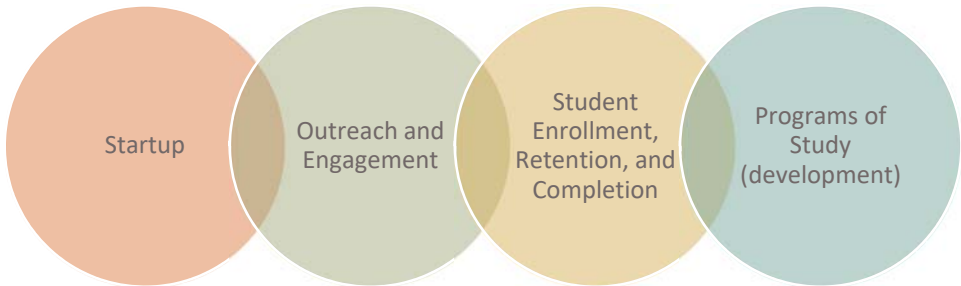 Startup
Outreach and
Engagement
Student
Enrollment,
Retention, and
Completion
Programs of
Study
(development)